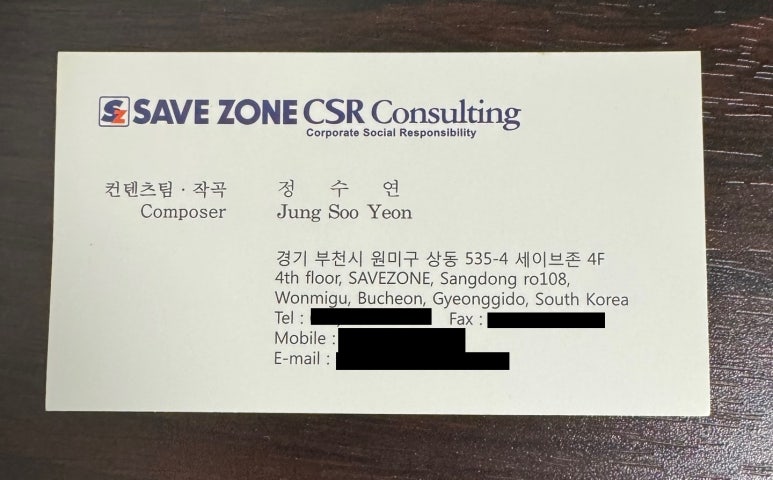 SZ SAVE ZONE CSR Consulting
Corporate Social Responsibility
컨텐츠팀 · 작곡 정 수 연
Composer Jung Soo Yeon
경기 부천시 원미구 상동 535-4 세이브존 4F
4th floor, SAVEZONE, Sangdong ro108,
Wonmigu, Bucheon, Gyeonggido, South Korea
Tel : Fax :
Mobile :
E-mail :